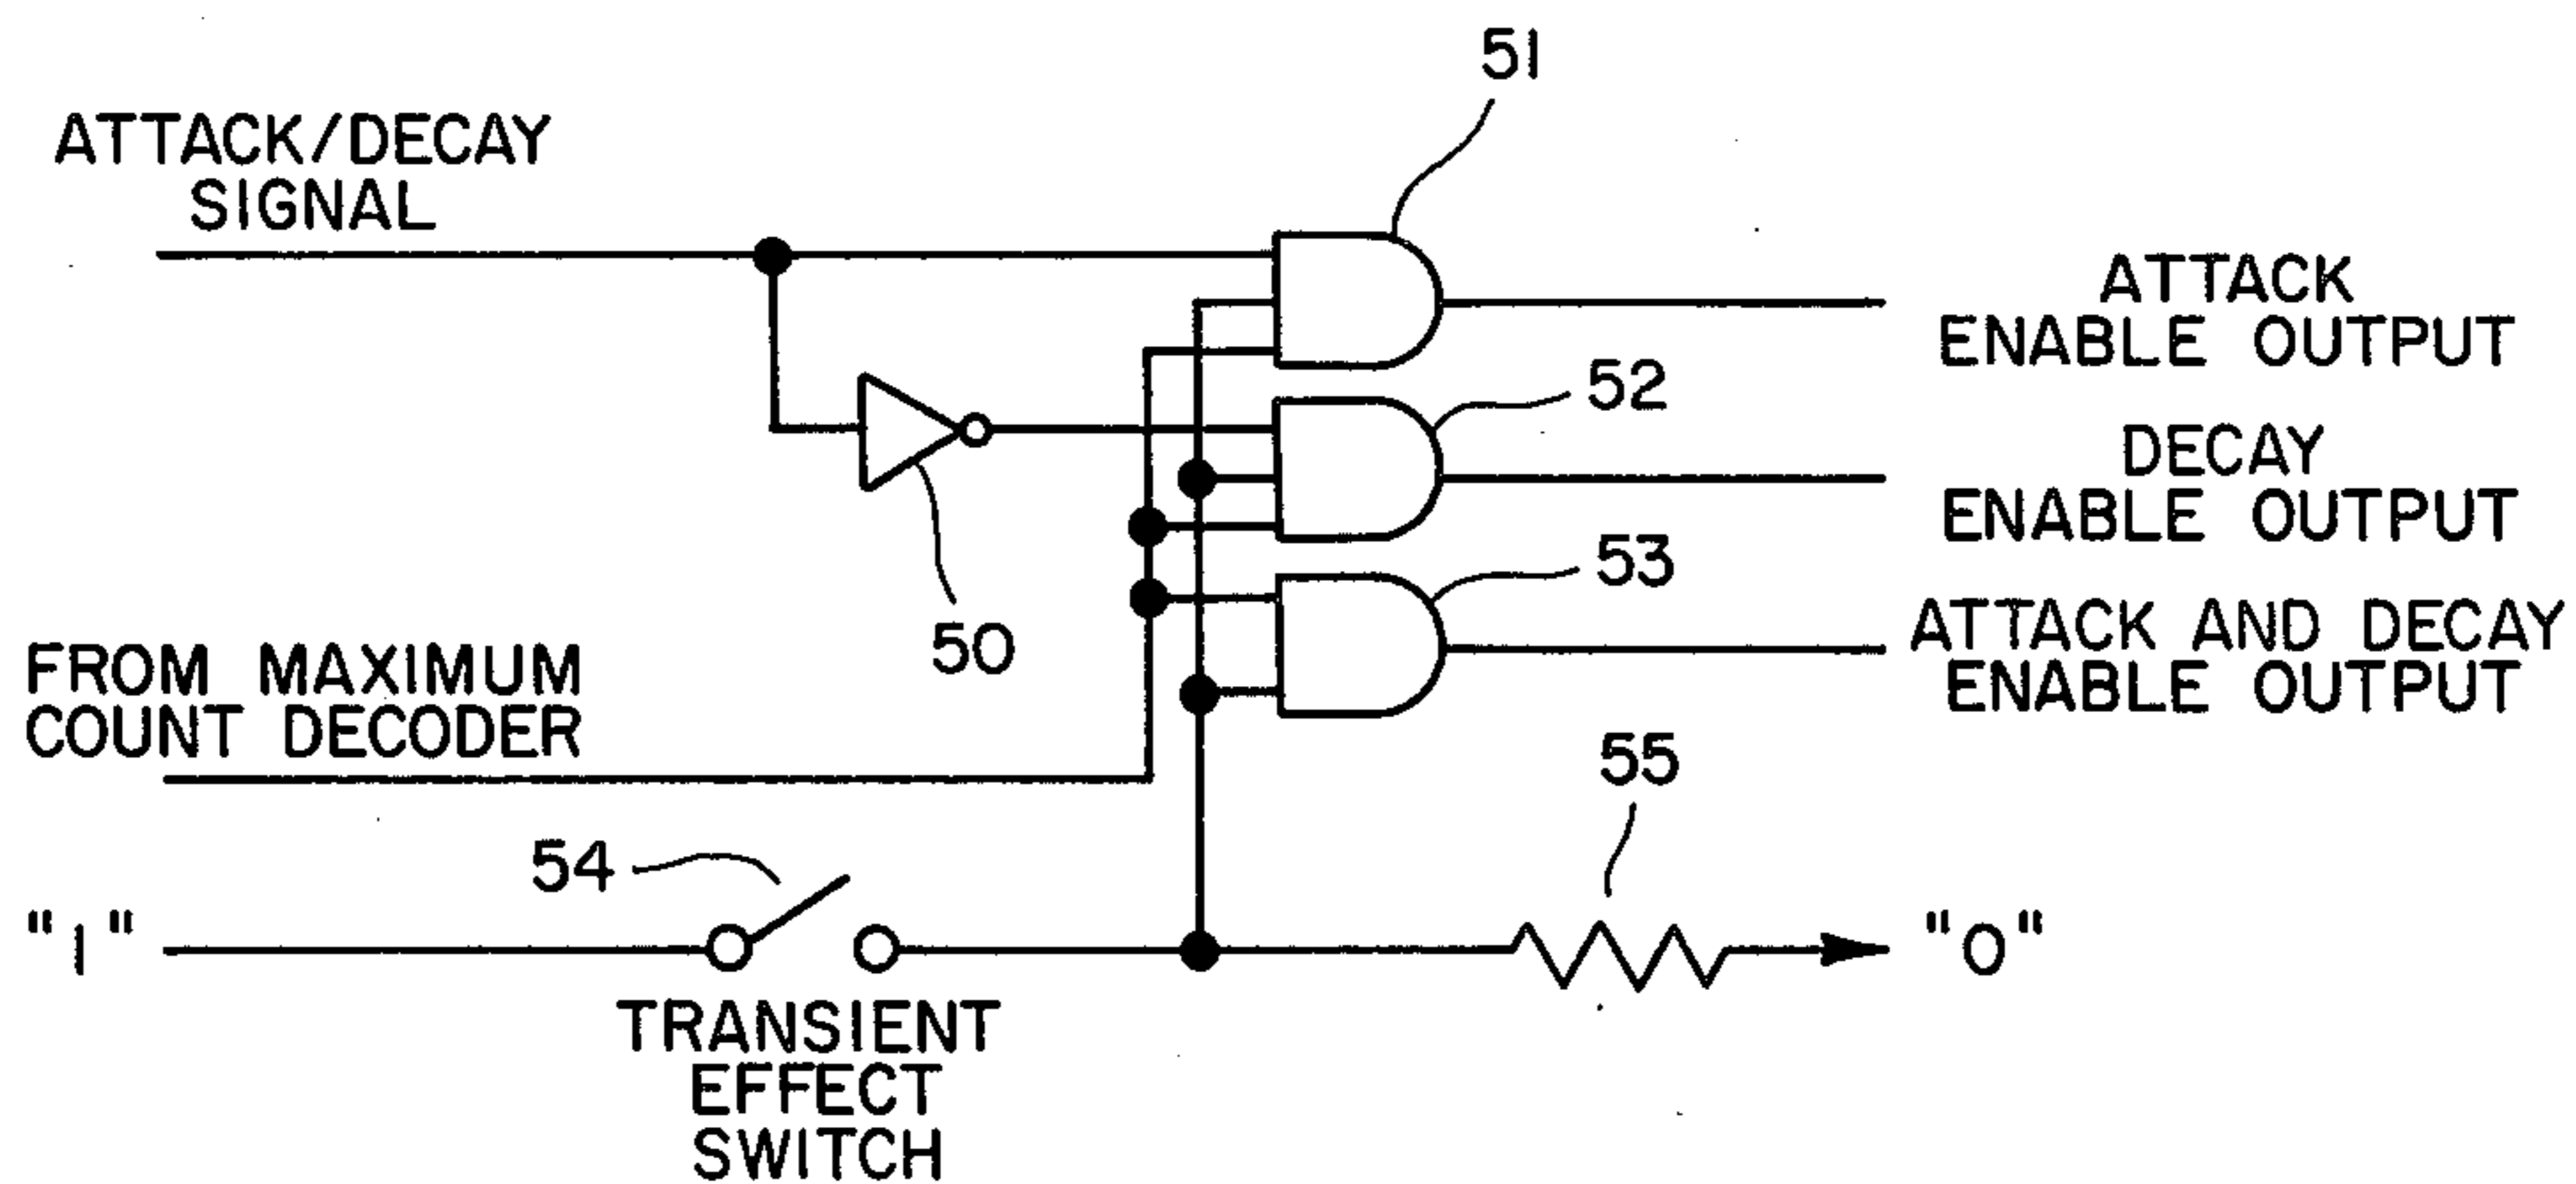 51
ATTACK/DECAY
SIGNAL
ATTACK
ENABLE OUTPUT
52
DECAY
ENABLE OUTPUT
53
50
ATTACK AND DECAY
ENABLE OUTPUT
FROM MAXIMUM
COUNT DECODER
55
54
"1"
"0"
TRANSIENT
EFFECT
SWITCH